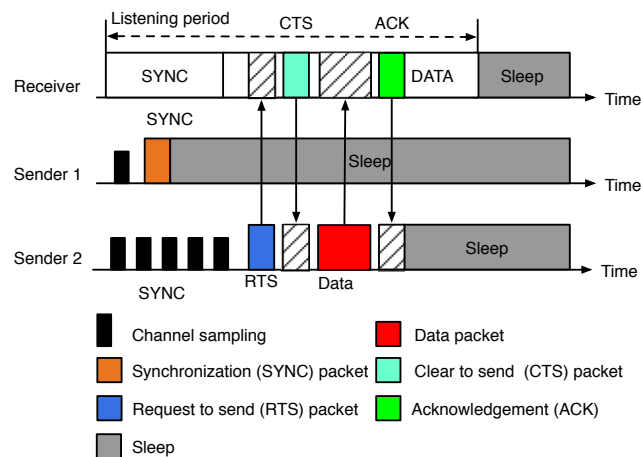 Listening period
CTS ACK
Receiver SYNC DATA Sleep
Time
SYNC
Sender 1 Sleep
Time
Sender 2 Sleep
Time
RTS Data
SYNC
Channel sampling Data packet
Synchronization (SYNC) packet Clear to send (CTS) packet
Request to send (RTS) packet Acknowledgement (ACK)
Sleep